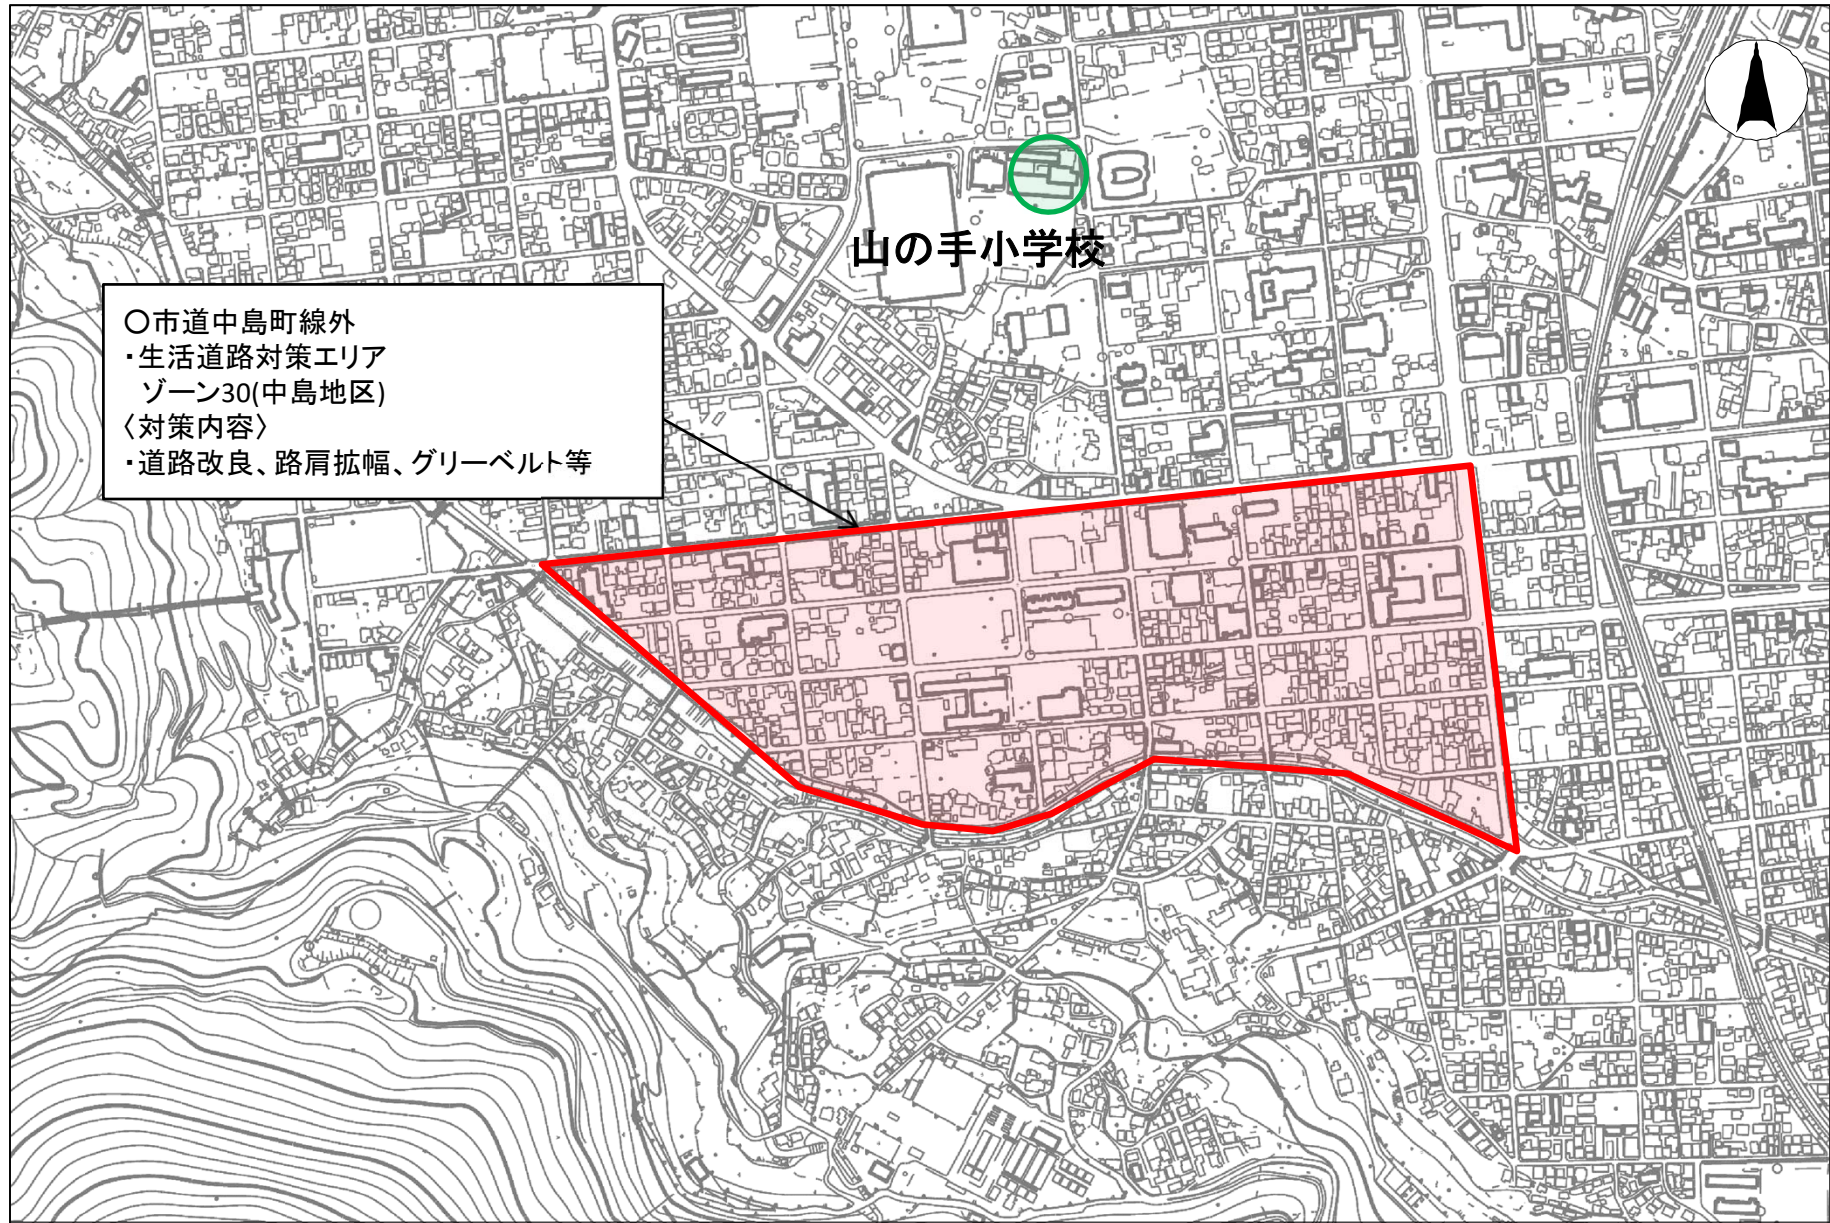 山の手小学校
○市道中島町線外
・生活道路対策エリア
ゾーン30(中島地区)
〈対策内容〉
・道路改良、路肩拡幅、グリーベルト等